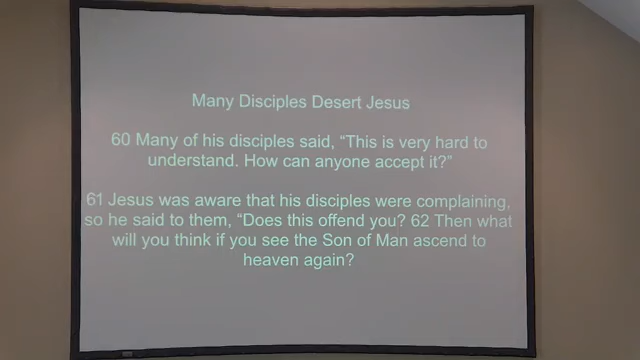 Many Disciples Desert Jesus
60 Many of his disciples said, “This is very hard to
understand. How can anyone accept it?”
61 Jesus was aware that his disciples were complaining,
so he said to them, “Does this offend you? 62 Then what
will you think if you see the Son of Man ascend to
heaven again?